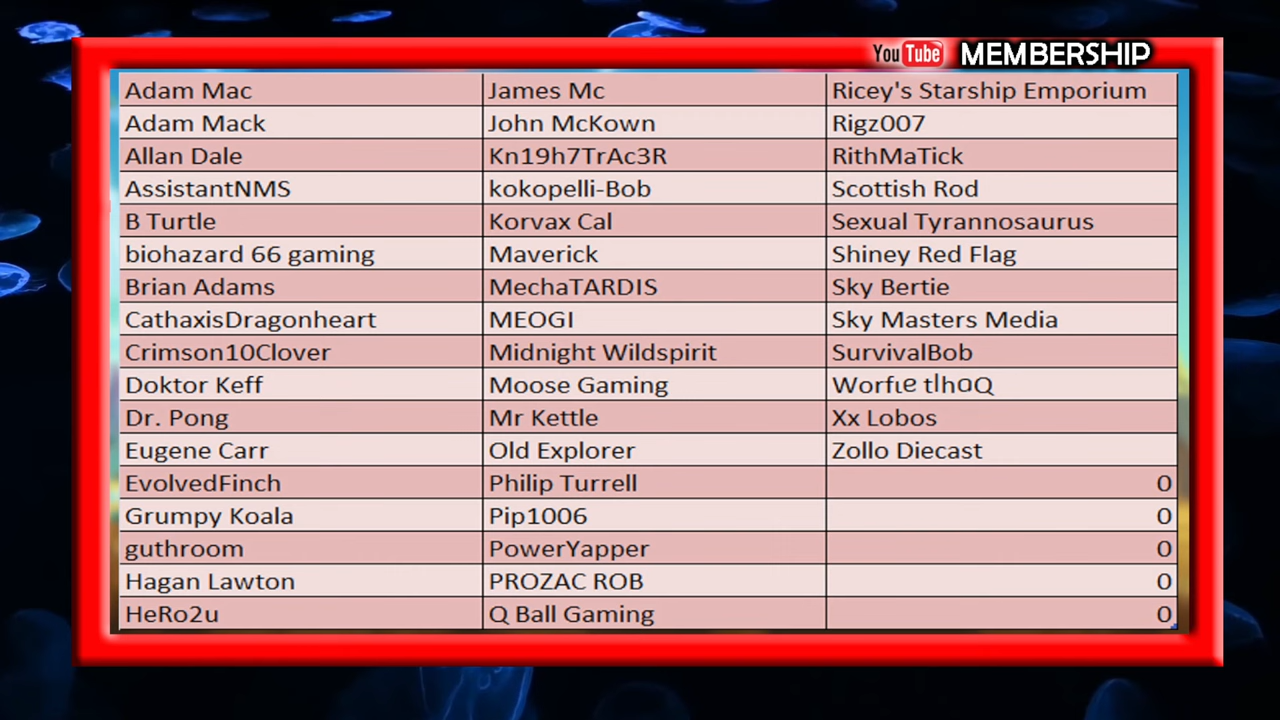 You Tube MEMBERSHIP
Adam Mac James Mc Ricey's Starship Emporium
Adam Mack John McKown Rigz007
Allan Dale Kn19h7TrAc3R RithMaTick
AssistantNMS kokopelli-Bob Scottish Rod
B Turtle Korvax Cal Sexual Tyrannosaurus
biohazard 66 gaming Maverick Shiney Red Flag
Brian Adams MechaTARDIS Sky Bertie
CathaxisDragonheart MEOGI Sky Masters Media
Crimson10Clover Midnight Wildspirit SurvivalBob
Doktor Keff Moose Gaming Worfιҽ tlhαQ
Dr. Pong Mr Kettle Xx Lobos
Eugene Carr Old Explorer Zollo Diecast
EvolvedFinch Philip Turrell 0
Grumpy Koala Pip1006 0
guthroom PowerYapper 0
Hagan Lawton PROZAC ROB 0
HeRo2u Q Ball Gaming 0